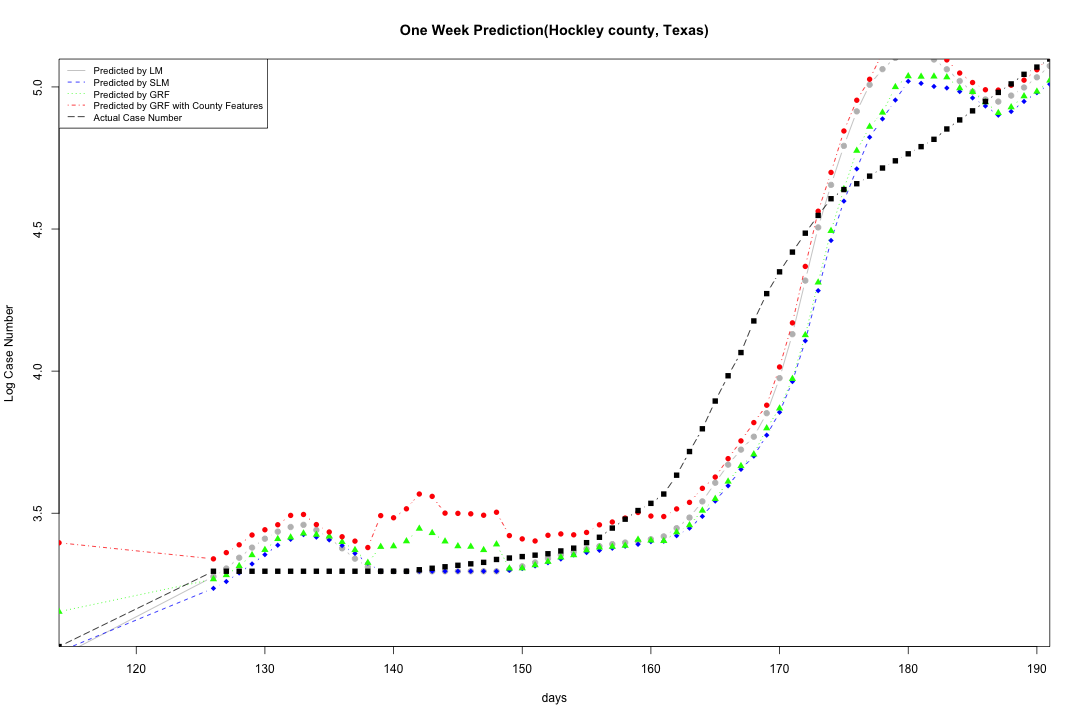 One Week Prediction(Hockley county, Texas)
Predicted by LM
Predicted by SLM
Predicted by GRF
Predicted by GRF with County Features
Actual Case Number
Log Case Number
5.0
4.5
4.0
3.5
120 130 140 150 160 170 180 190
days